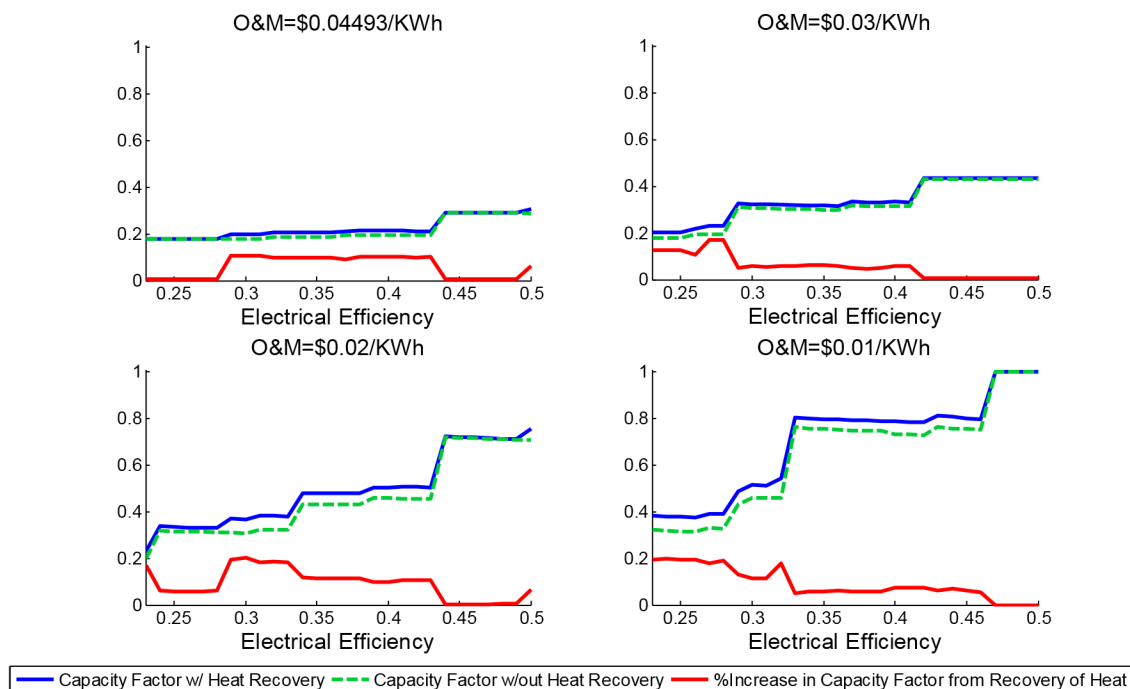 O&M=$0.04493/KWh
1
0.8
0.6
0.4
0.2
0
0.25 0.3 0.35 0.4 0.45 0.5
Electrical Efficiency
O&M=$0.03/KWh
1
0.8
0.6
0.4
0.2
0
0.25 0.3 0.35 0.4 0.45 0.5
Electrical Efficiency
O&M=$0.02/KWh
1
0.8
0.6
0.4
0.2
0
0.25 0.3 0.35 0.4 0.45 0.5
Electrical Efficiency
O&M=$0.01/KWh
1
0.8
0.6
0.4
0.2
0
0.25 0.3 0.35 0.4 0.45 0.5
Electrical Efficiency
Capacity Factor w/ Heat Recovery Capacity Factor w/out Heat Recovery %Increase in Capacity Factor from Recovery of Heat